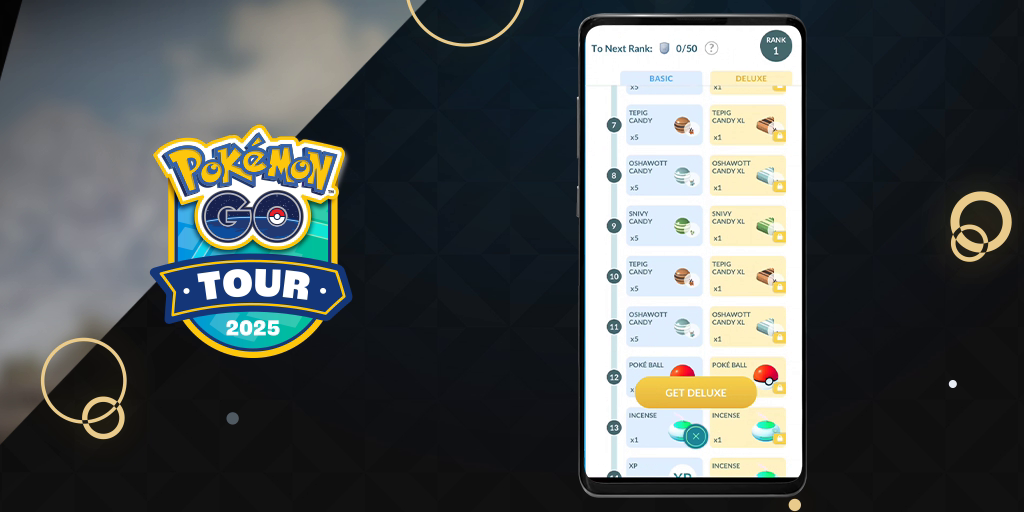 POKéMON
GO
™
TOUR
2025
To Next Rank: 0/50 ?
RANK
1
BASIC DELUXE
x5 x1
7 TEPIG CANDY x5 TEPIG CANDY XL x1
8 OSHAWOTT CANDY x5 OSHAWOTT CANDY XL x1
9 SNIVY CANDY x5 SNIVY CANDY XL x1
10 TEPIG CANDY x5 TEPIG CANDY XL x1
11 OSHAWOTT CANDY x5 OSHAWOTT CANDY XL x1
12 POKÉ BALL POKÉ BALL
GET DELUXE
13 INCENSE x1 INCENSE x1
XP XP INCENSE